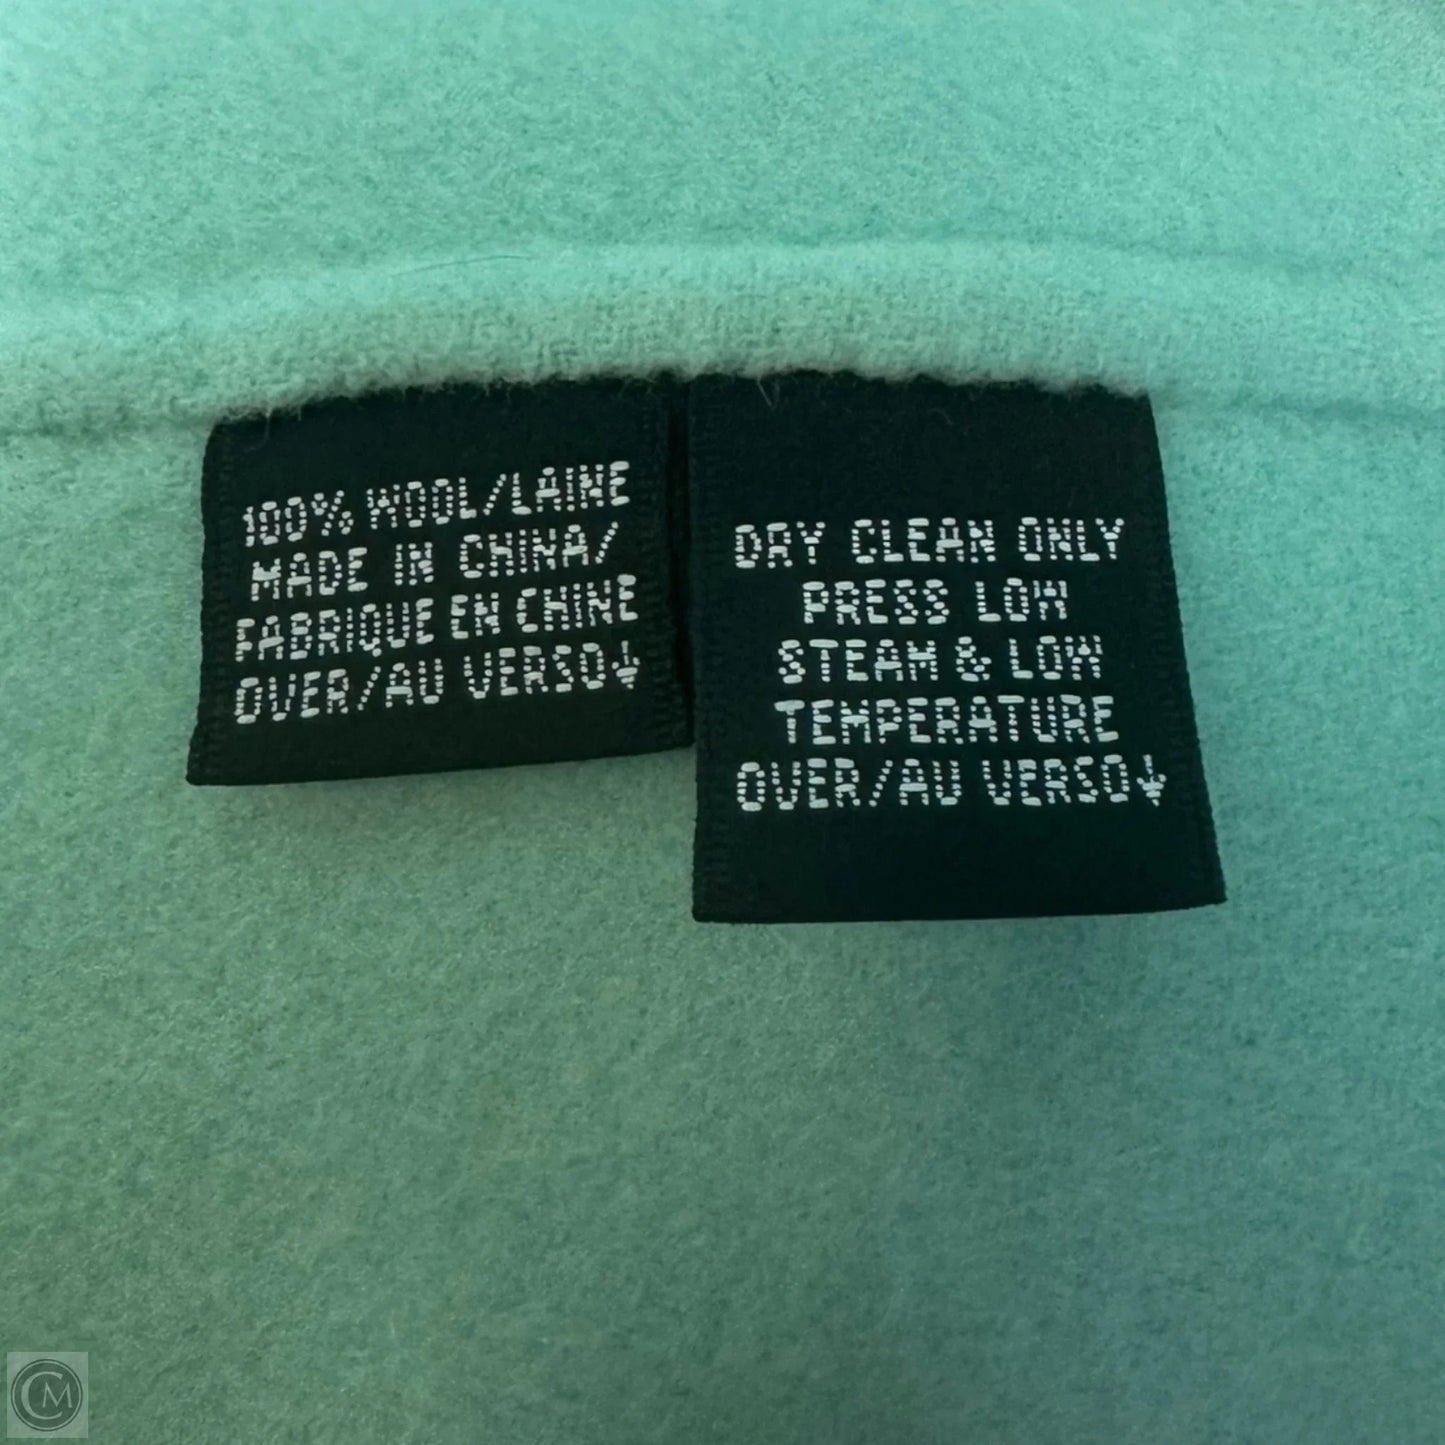 100% WOOL/LAINE
MADE IN CHINA/
FABRIQUE EN CHINE
OVER/AU VERSO↓
DRY CLEAN ONLY
PRESS LOW
STEAM & LOW
TEMPERATURE
OVER/AU VERSO↓
CM